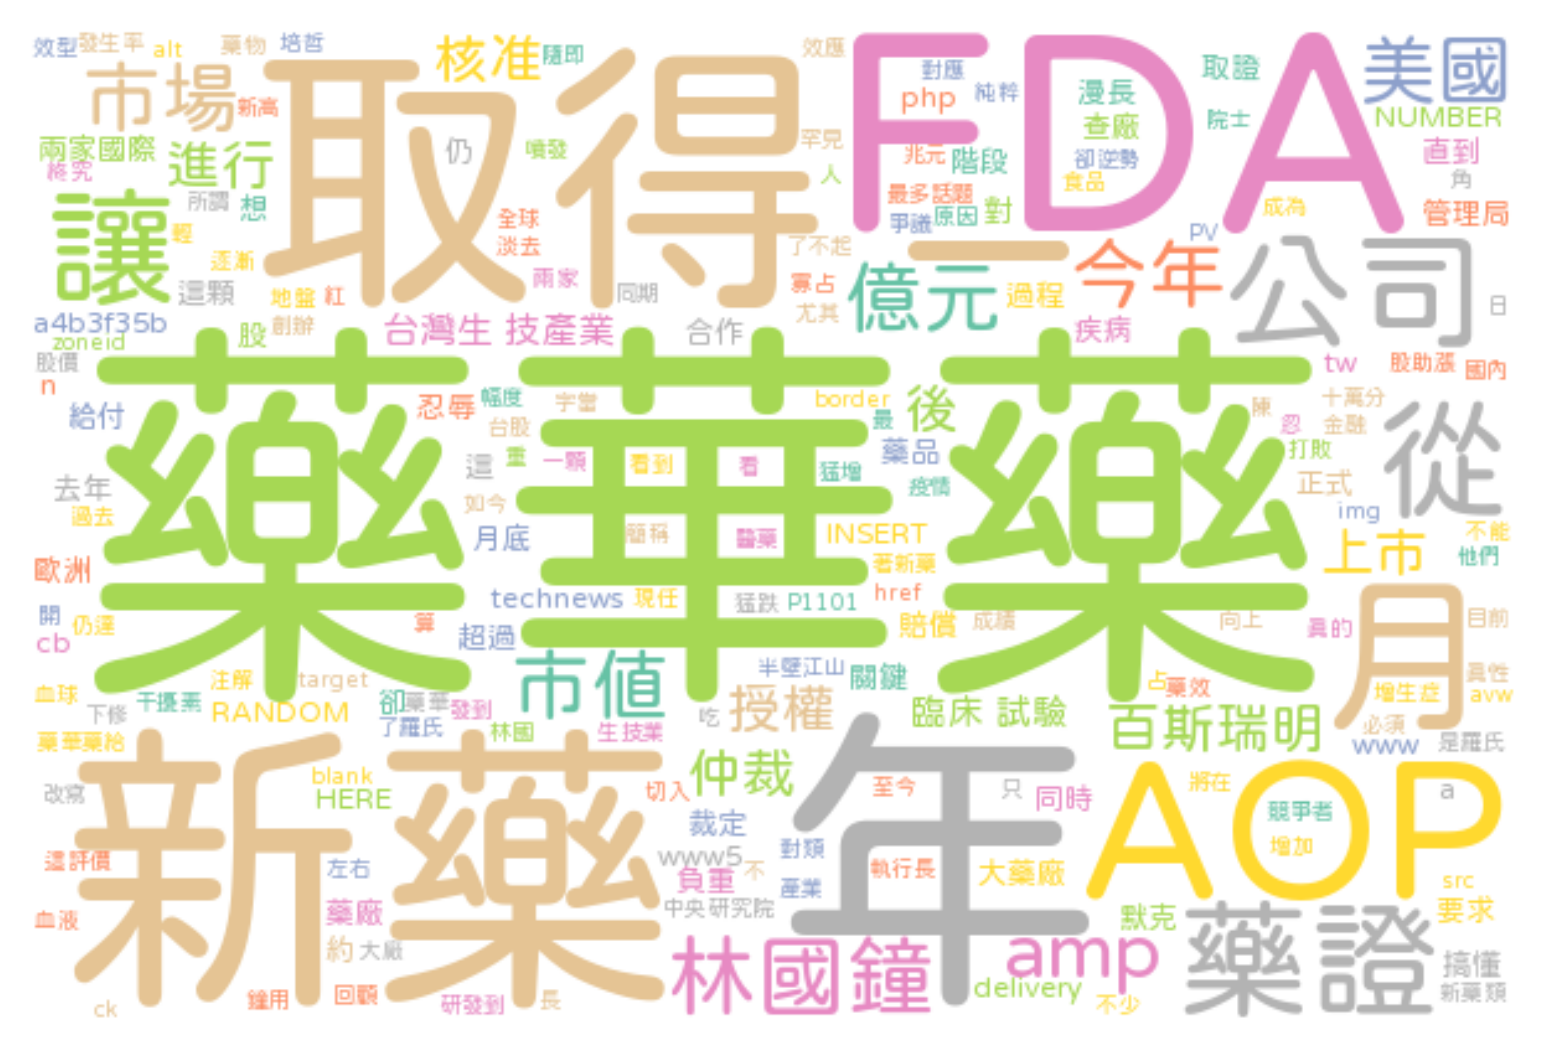 效型 發生率 alt 藥物 培哲 核准 隨即 效應 FDA 美國
市場 新高 取得 對應 php 純粹 漫長 取證 NUMBER
兩家國際 進行 仍 噴發 罕見 兆元 階段 查廠 院士 直到
終究 所謂 想 人 最多話題 卻逆勢 食品 角
讓 輕 全球 淡去 爭議 原因 對 成為 管理局
逐漸 了不起 一 PV
這顆 地盤 紅 兩家 同期 寡占 尤其 億元 過程 今年 公司 日
a4b3f35b zoneid 股 創辦 台灣生技產業 合作 疾病
股價 n tw 股助漲 國內
藥華藥
給付 忍辱 幅度 字當 border 最 後 陳 十萬分 從
台股 忍 金融
去年 這 重 一顆 看到 看 猛增 藥品 打敗
過去 如今 疫情 正式 img
月底 簡稱 醫藥 INSERT 著新藥 上市 不能 他們
歐洲 technews 現任 猛跌 P1101 href 月
開 仍達 算 超過 賠償 成績 向上 真的 目前
cb 市值 半壁江山 關鍵
血球 干擾素 注解 target 占 藥效 增生症 真性 avw
下修 RANDOM 卻 藥華 發到 吃 授權 臨床試驗 百斯瑞明 必須
藥華藥給 了羅氏 林國 生技業 www 是羅氏
新藥 仲裁 年 AOP
改寫 blank HERE 切入 至今 只 同時 將在 a
裁定 競爭者
這評價 左右 www5 不 對類 執行長 大藥廠 增加
負重 產業 src
血液 藥廠 中央研究院 默克 藥證 要求
約 大廠 林國鐘 amp 搞懂
ck 鐘用 回顧 研發到 長 delivery 不少 新藥類